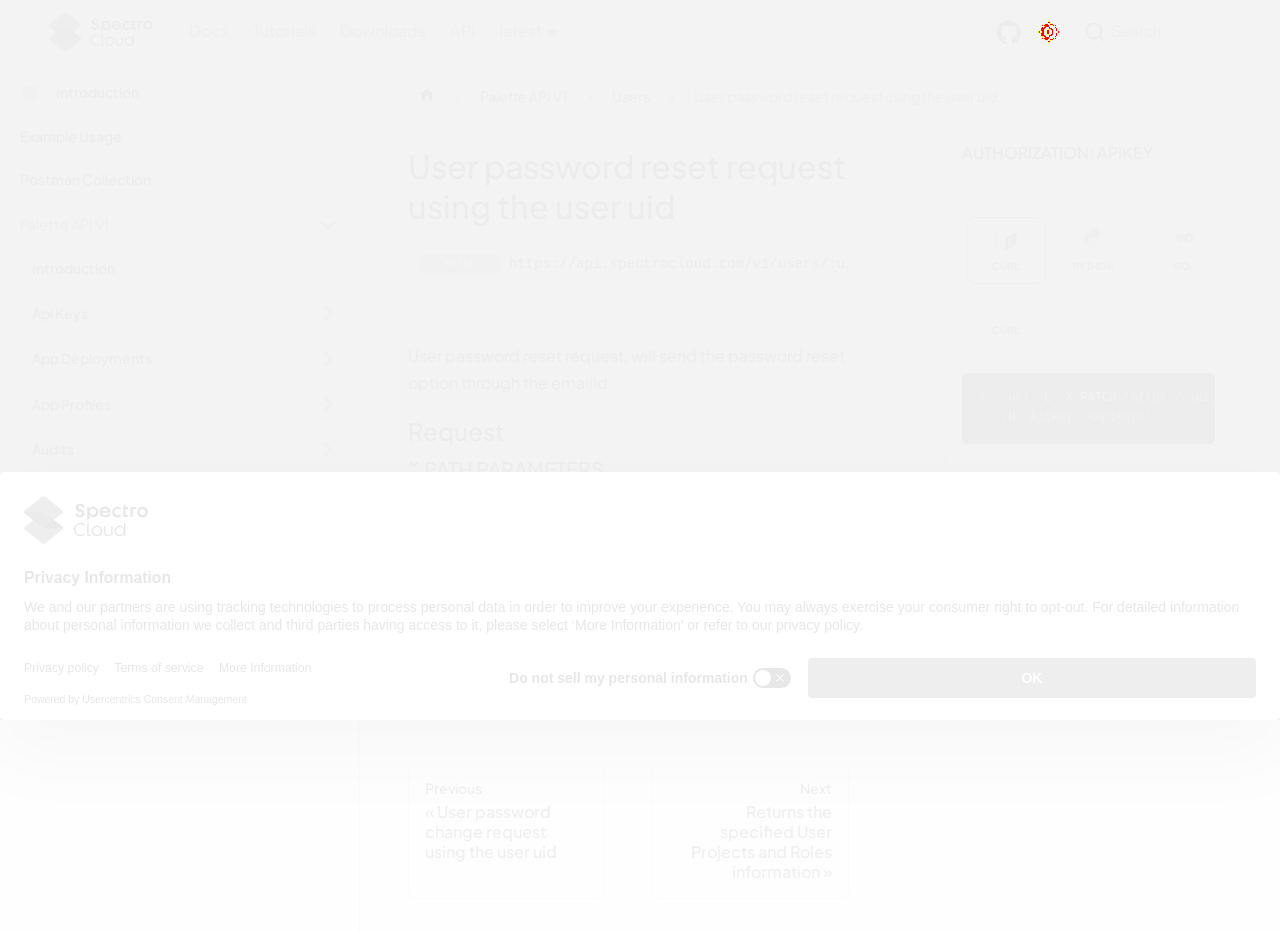 Spectro Cloud Docs Tutorials Downloads API latest Search
Introduction
Palette API V1 Users User password reset request using the user uid
Example Usage
AUTHORIZATION: APIKEY
User password reset request
using the user uid
Postman Collection
Palette API V1
Introduction
https://api.spectrocloud.com/v1/users/:u
CURL PYTHON GO
Api Keys
CURL
User password reset request, will send the password reset
option through the emailId
App Deployments
App Profiles
-X PATCH
Request
Audits
PATH PARAMETERS
Spectro
Cloud
Privacy Information
We and our partners are using tracking technologies to process personal data in order to improve your experience. You may always exercise your consumer right to opt-out. For detailed information
about personal information we collect and third parties having access to it, please select 'More Information' or refer to our privacy policy.
Privacy policy Terms of service More Information
Do not sell my personal information
OK
Powered by Usercentrics Consent Management
Previous
« User password
change request
using the user uid
Next
Returns the
specified User
Projects and Roles
information »